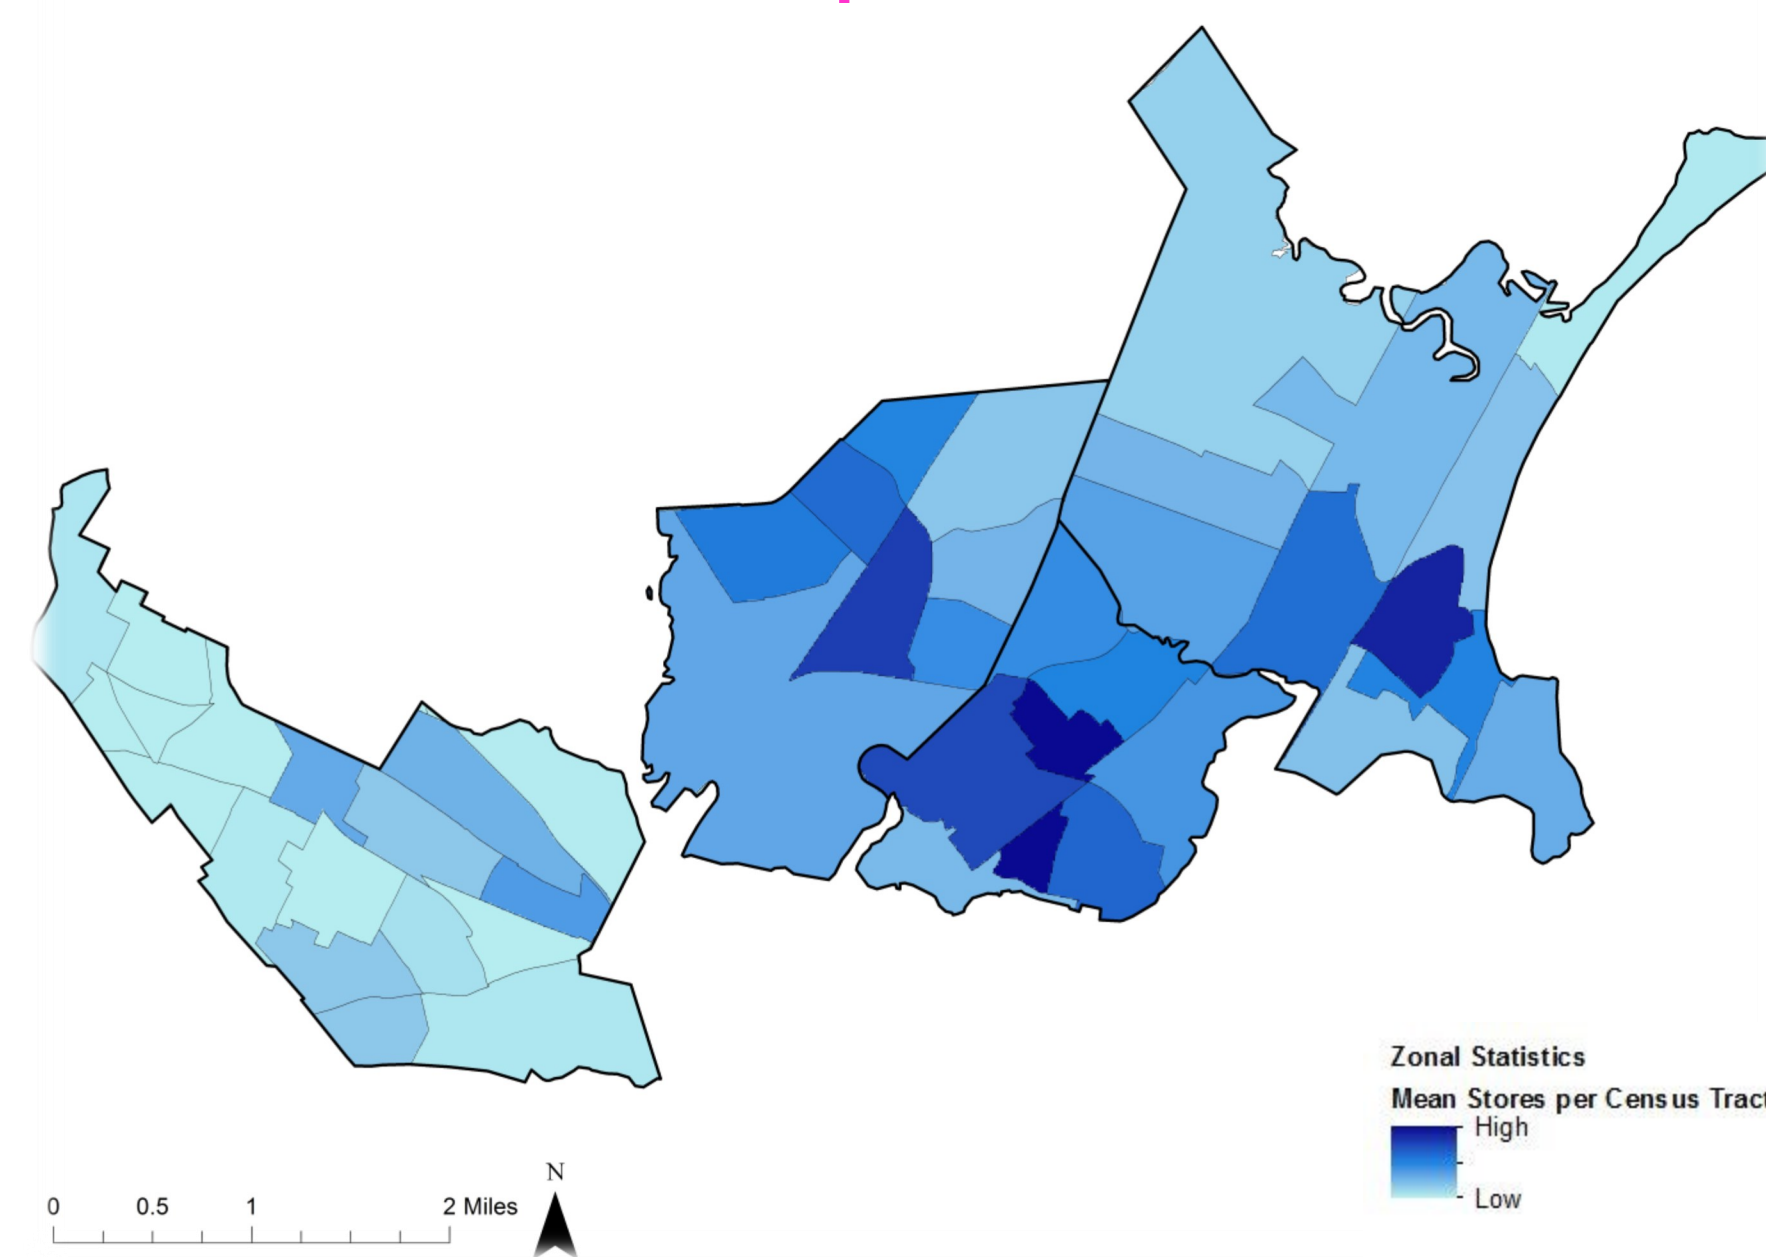 Zonal Statistics
Mean Stores per Census Tract
High
Low
N
0 0.5 1 2 Miles